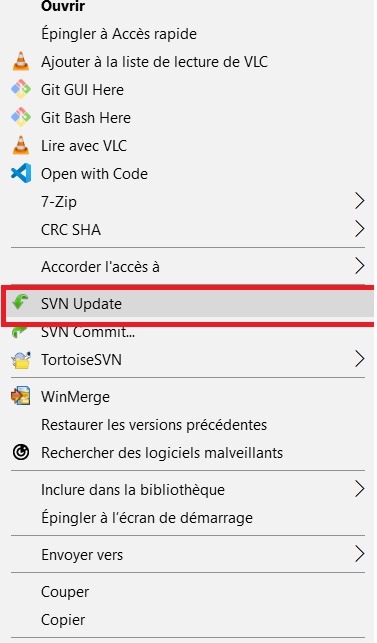 Ouvrir
Épingler à Accès rapide
Ajouter à la liste de lecture de VLC
Git GUI Here
Git Bash Here
Lire avec VLC
Open with Code
7-Zip
CRC SHA
Accorder l'accès à
SVN Update
SVN Commit...
TortoiseSVN
WinMerge
Restaurer les versions précédentes
Rechercher des logiciels malveillants
Inclure dans la bibliothèque
Épingler à l'écran de démarrage
Envoyer vers
Couper
Copier